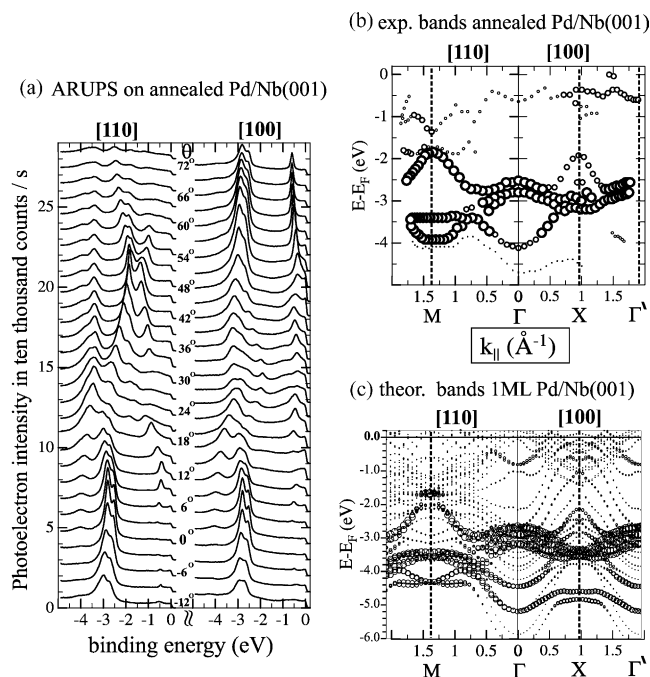 (a) ARUPS on annealed Pd/Nb(001)
[110] [100]
Photoelectron intensity in ten thousand counts / s
25
20
15
10
5
0
θ
72°
66°
60°
54°
48°
42°
36°
30°
24°
18°
12°
6°
0°
-6°
-12°
-4 -3 -2 -1 0 -4 -3 -2 -1 0
binding energy (eV)
(b) exp. bands annealed Pd/Nb(001)
[110] [100]
E-E_F (eV)
0
-1
-2
-3
-4
1.5 1 0.5 0 0.5 1 1.5
M Γ X Γ‵
k_|| (Å⁻¹)
(c) theor. bands 1ML Pd/Nb(001)
[110] [100]
E-E_F (eV)
0.0
-1.0
-2.0
-3.0
-4.0
-5.0
-6.0
1.5 1 0.5 0 0.5 1 1.5
M Γ X Γ‵